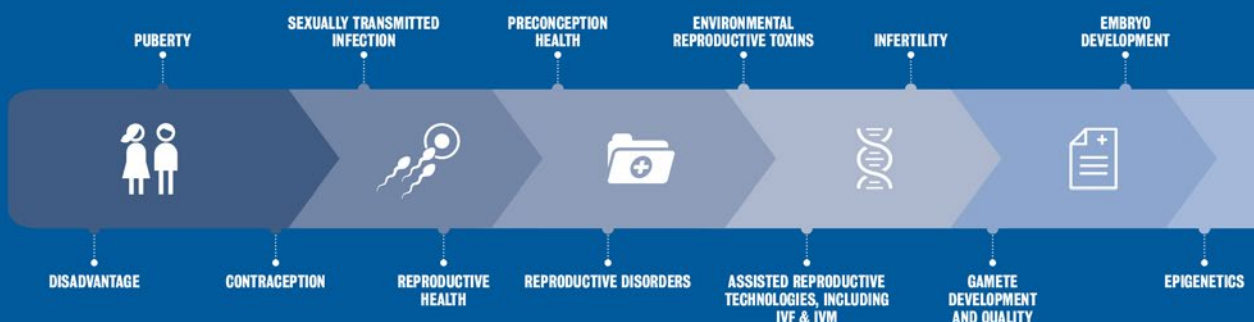 PUBERTY
SEXUALLY TRANSMITTED
INFECTION
PRECONCEPTION
HEALTH
ENVIRONMENTAL
REPRODUCTIVE TOXINS
INFERTILITY
EMBRYO
DEVELOPMENT
DISADVANTAGE
CONTRACEPTION
REPRODUCTIVE
HEALTH
REPRODUCTIVE DISORDERS
ASSISTED REPRODUCTIVE
TECHNOLOGIES, INCLUDING
IVF & IVM
GAMETE
DEVELOPMENT
AND QUALITY
EPIGENETICS